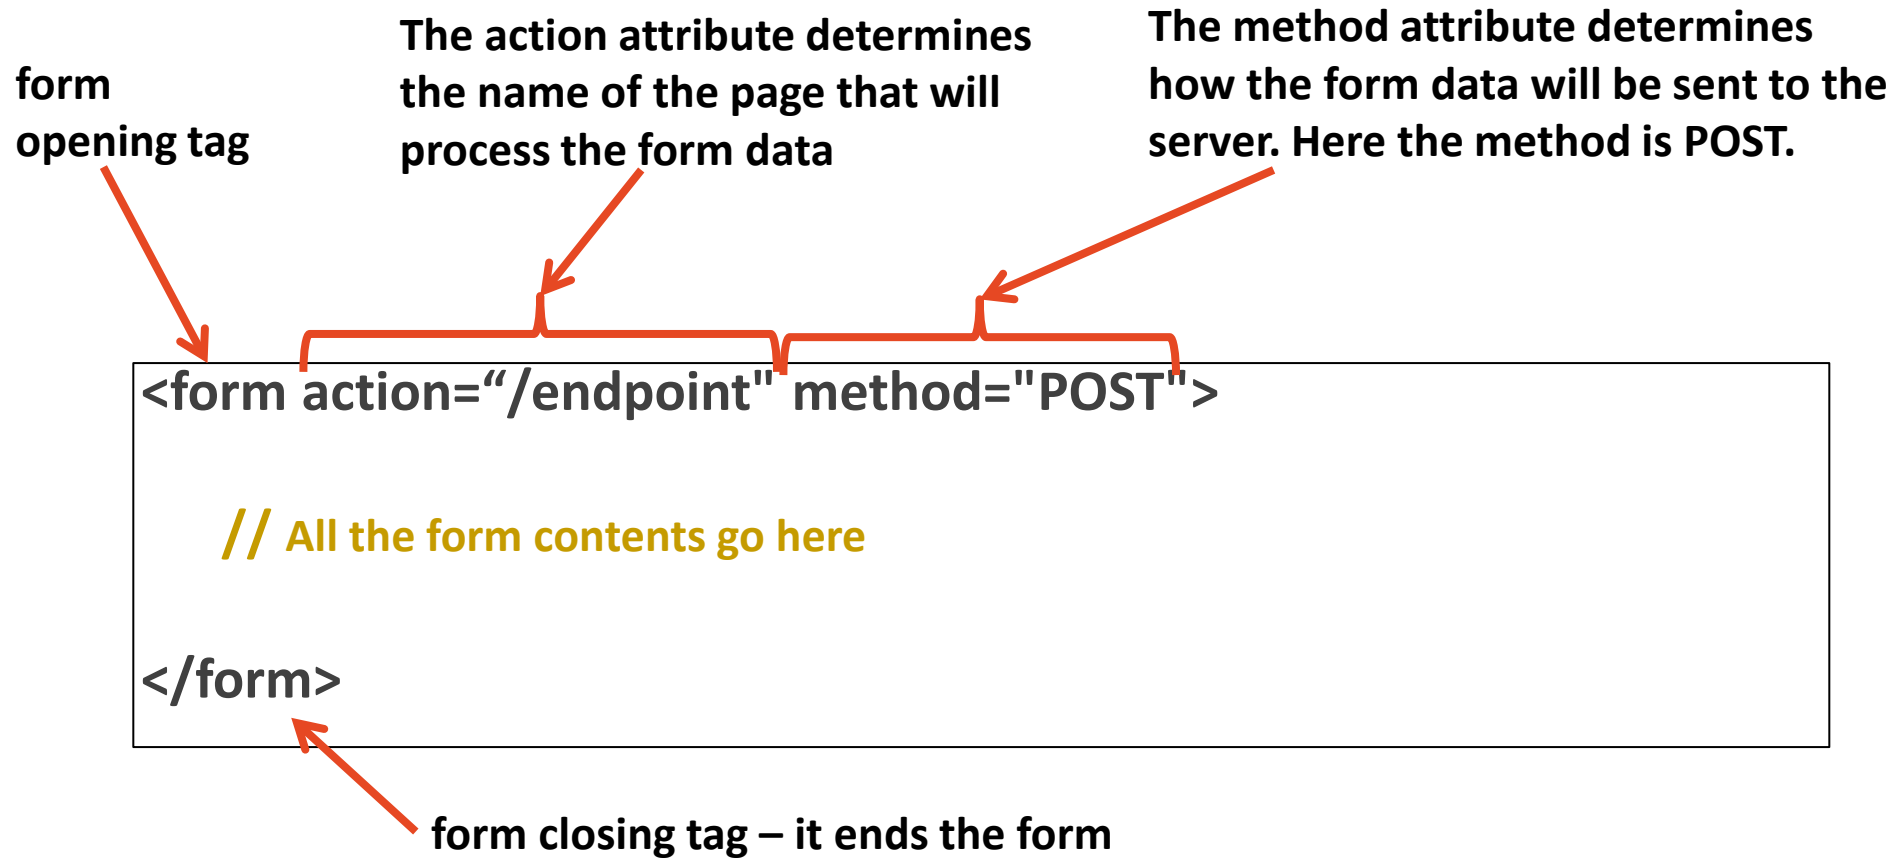 form
opening tag
The action attribute determines
the name of the page that will
process the form data
The method attribute determines
how the form data will be sent to the
server. Here the method is POST.
<form action=“/endpoint" method="POST">
// All the form contents go here
</form>
form closing tag – it ends the form